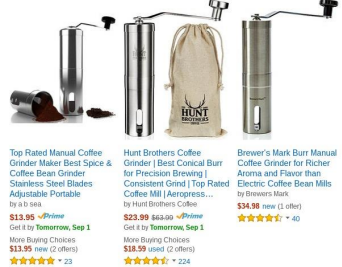 HUNT
BROTHERS
Top Rated Manual Coffee
Grinder Maker Best Spice &
Coffee Bean Grinder
Stainless Steel Blades
Adjustable Portable
by a b sea
$13.95 Prime
Get it by Tomorrow, Sep 1
More Buying Choices
$13.95 new (2 offers)
23
Hunt Brothers Coffee
Grinder | Best Conical Burr
for Precision Brewing |
Consistent Grind | Top Rated
Coffee Mill | Aeropress…
by Hunt Brothers Coffee
$23.99 $63.99 Prime
Get it by Tomorrow, Sep 1
More Buying Choices
$18.59 used (2 offers)
224
Brewer's Mark Burr Manual
Coffee Grinder for Richer
Aroma and Flavor than
Electric Coffee Bean Mills
by Brewers Mark
$34.98 new (1 offer)
40